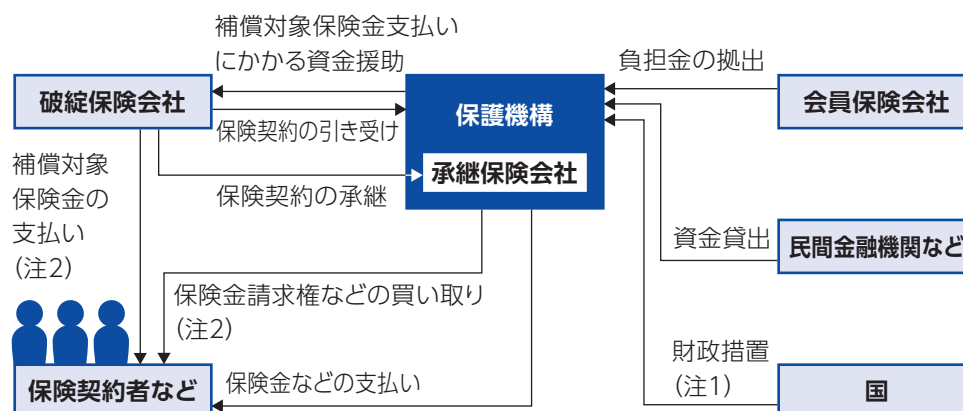 補償対象保険金支払い
にかかる資金援助
負担金の拠出
破綻保険会社
保護機構
会員保険会社
保険契約の引き受け
承継保険会社
補償対象
保険金の
支払い
(注2)
保険契約の承継
資金貸出
民間金融機関など
保険金請求権などの買い取り
(注2)
財政措置
(注1)
保険契約者など
保険金などの支払い
国